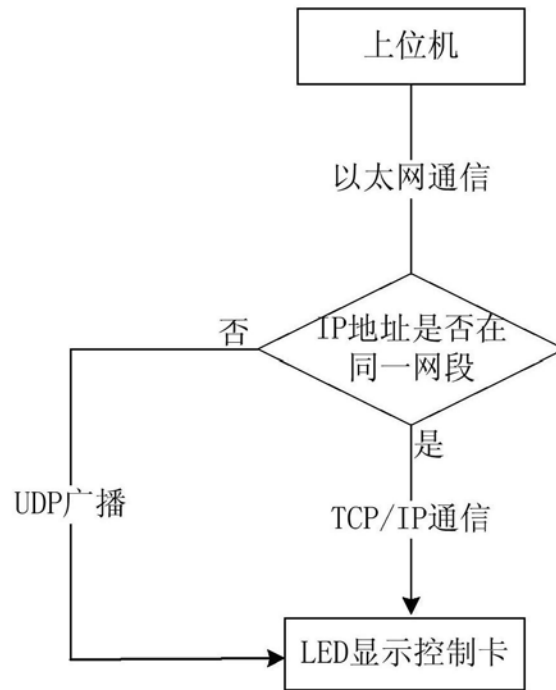 上位机
以太网通信
IP地址是否在
同一网段
否
是
UDP广播
TCP/IP通信
LED显示控制卡